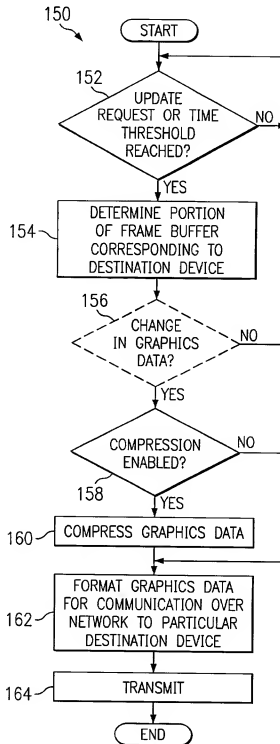 150
START
152
UPDATE
REQUEST OR TIME
THRESHOLD
REACHED?
NO
YES
154
DETERMINE PORTION
OF FRAME BUFFER
CORRESPONDING TO
DESTINATION DEVICE
156
CHANGE
IN GRAPHICS
DATA?
NO
YES
COMPRESSION
ENABLED?
NO
158
YES
160
COMPRESS GRAPHICS DATA
162
FORMAT GRAPHICS DATA
FOR COMMUNICATION OVER
NETWORK TO PARTICULAR
DESTINATION DEVICE
164
TRANSMIT
END